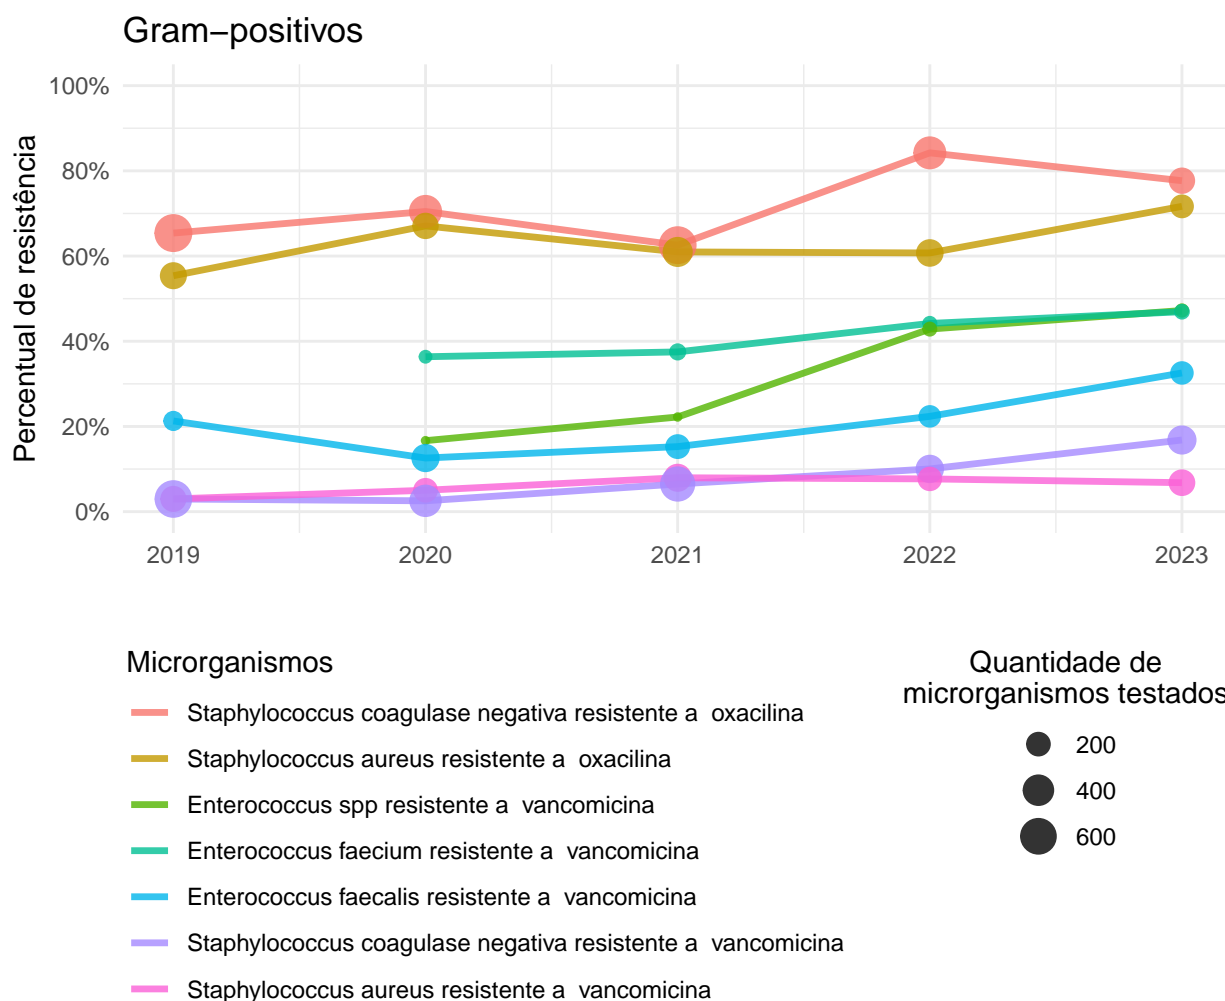 Gram−positivos
Percentual de resistência
100%
80%
60%
40%
20%
0%
2019 2020 2021 2022 2023
Microrganismos
Staphylococcus coagulase negativa resistente a  oxacilina
Staphylococcus aureus resistente a  oxacilina
Enterococcus spp resistente a  vancomicina
Enterococcus faecium resistente a  vancomicina
Enterococcus faecalis resistente a  vancomicina
Staphylococcus coagulase negativa resistente a  vancomicina
Staphylococcus aureus resistente a  vancomicina
Quantidade de
microrganismos testados
200
400
600